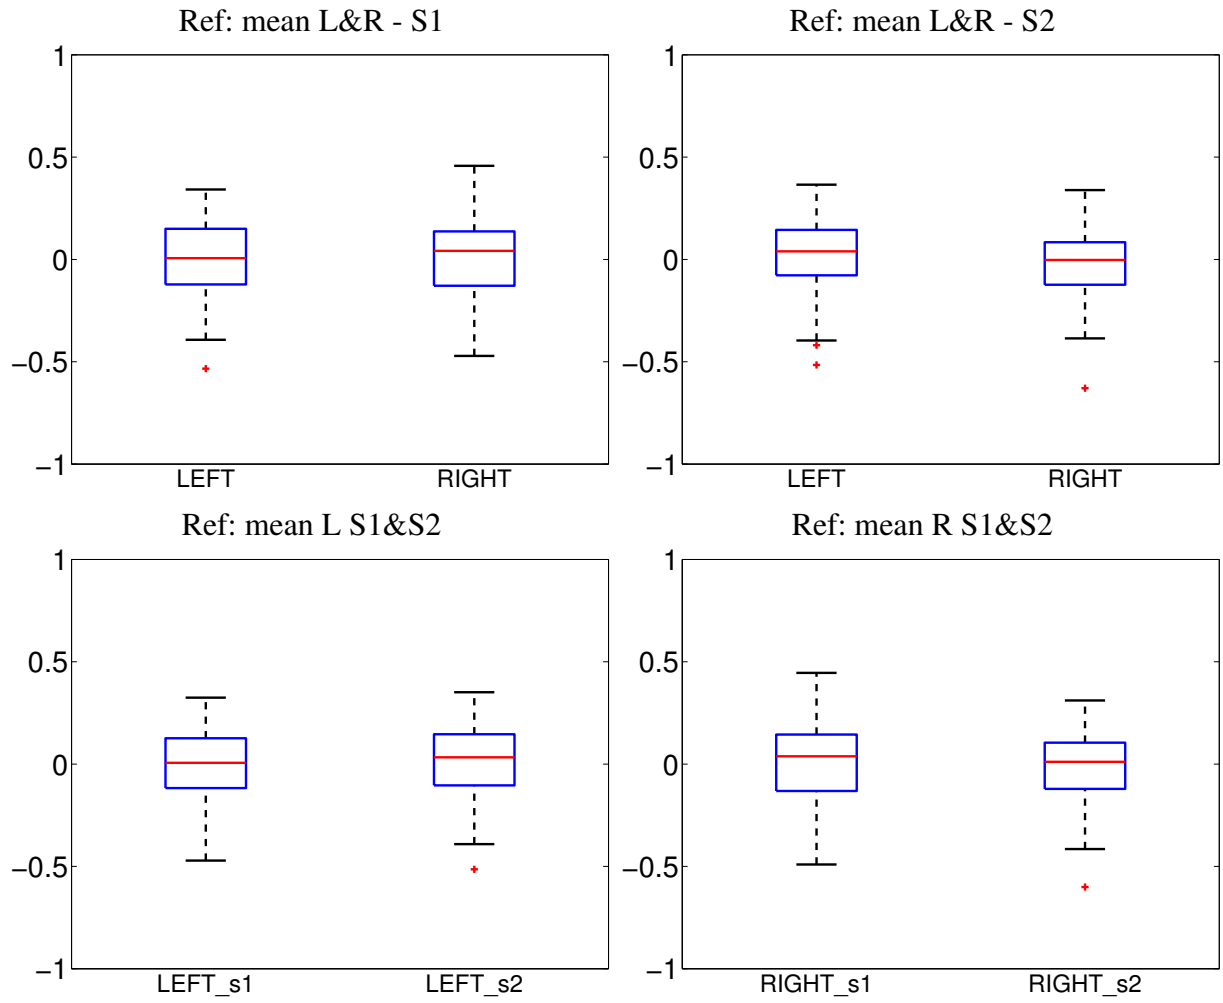 Ref: mean L&R - S1
1
0.5
0
−0.5
−1
LEFT RIGHT
Ref: mean L&R - S2
1
0.5
0
−0.5
−1
LEFT RIGHT
Ref: mean L S1&S2
1
0.5
0
−0.5
−1
LEFT_s1 LEFT_s2
Ref: mean R S1&S2
1
0.5
0
−0.5
−1
RIGHT_s1 RIGHT_s2